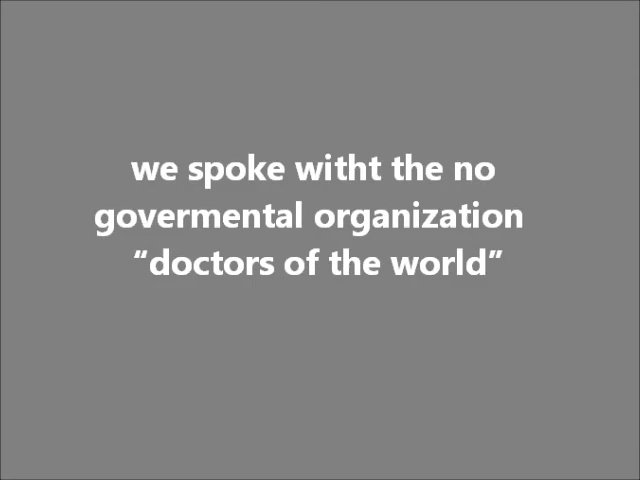 we spoke witht the no
govermental organization
“doctors of the world”